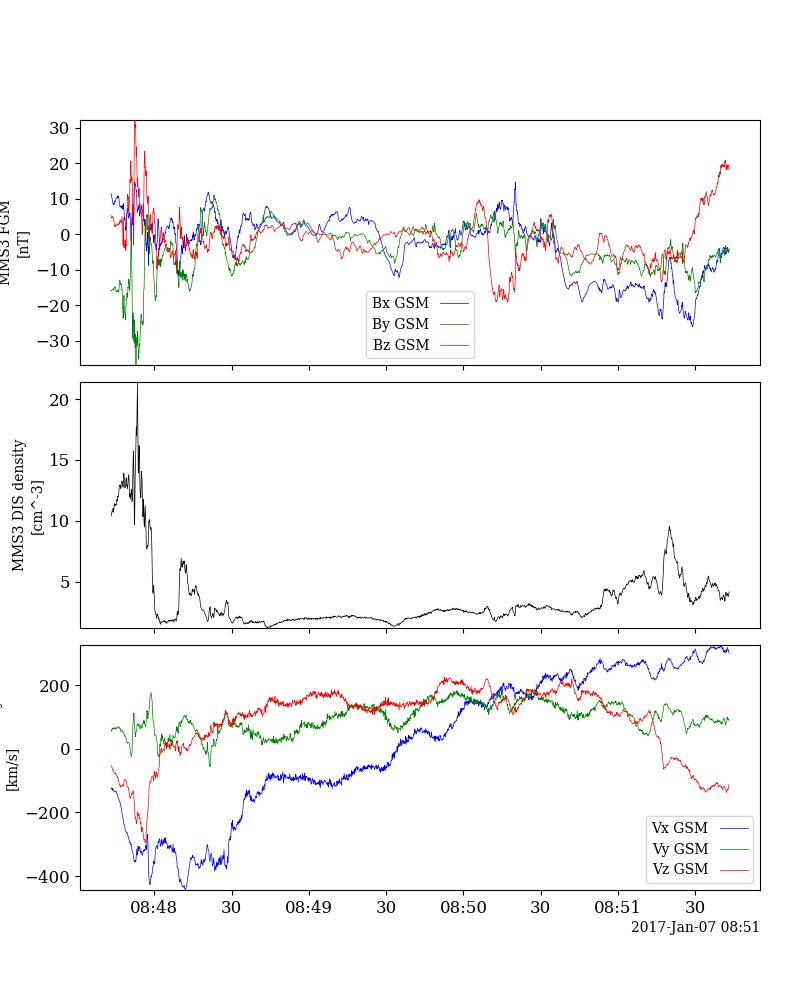 MMS3 FGM
[nT]
30
20
10
0
−10
−20
−30
Bx GSM
By GSM
Bz GSM
MMS3 DIS density
[cm^-3]
20
15
10
5
[km/s]
200
0
−200
−400
Vx GSM
Vy GSM
Vz GSM
08:48
30
08:49
30
08:50
30
08:51
30
2017-Jan-07 08:51